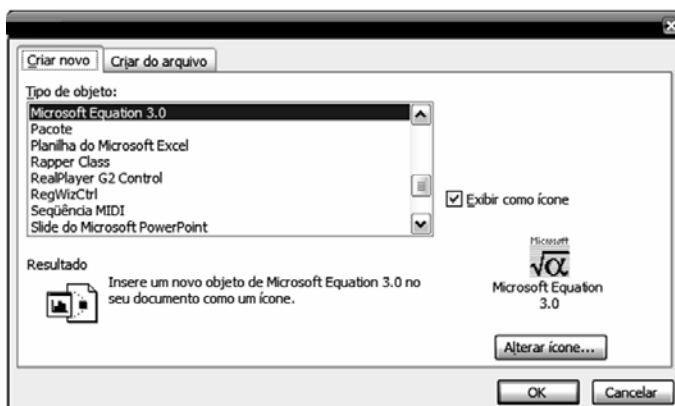 Criar novo
Criar do arquivo
Tipo de objeto:
Microsoft Equation 3.0
Pacote
Planilha do Microsoft Excel
Rapper Class
RealPlayer G2 Control
RegWizCtrl
Seqüência MIDI
Slide do Microsoft PowerPoint
Exibir como ícone
Resultado
Insere um novo objeto de Microsoft Equation 3.0 no
seu documento como um ícone.
Microsoft
√α
Microsoft Equation
3.0
Alterar ícone...
OK
Cancelar